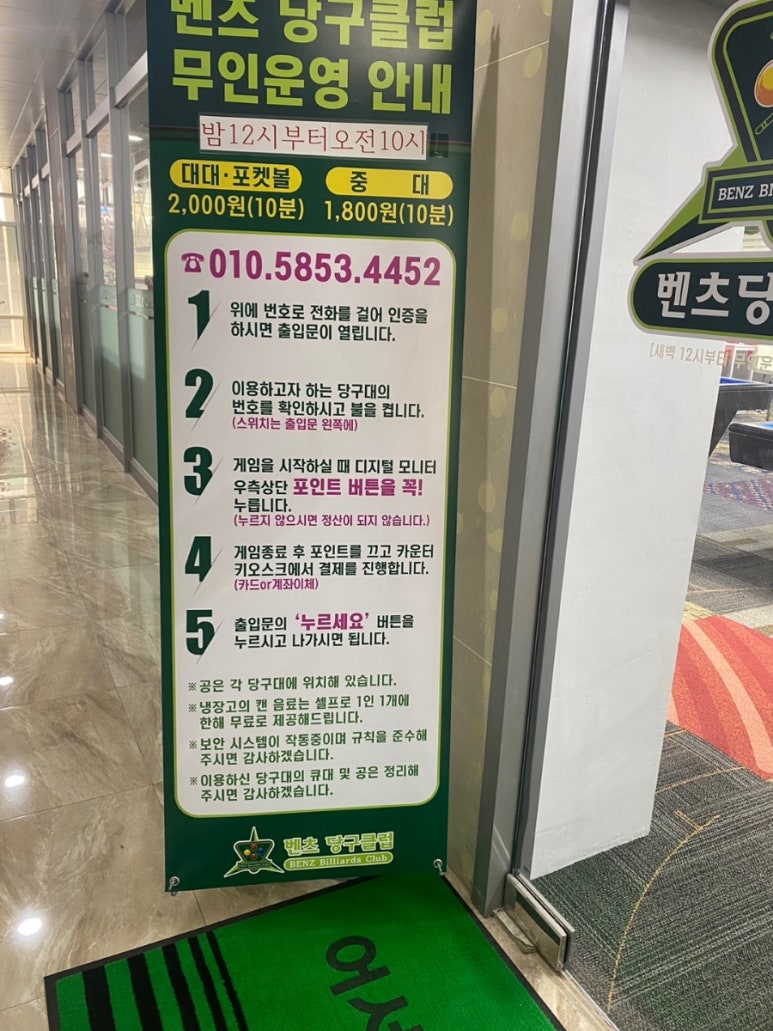 벤츠 당구클럽
무인운영 안내
밤12시부터오전10시
대대·포켓볼
중 대
2,000원(10분)
1,800원(10분)
☎010.5853.4452
1 위에 번호로 전화를 걸어 인증을
하시면 출입문이 열립니다.
2 이용하고자 하는 당구대의
번호를 확인하시고 불을 켭니다.
(스위치는 출입문 왼쪽에)
3 게임을 시작하실 때 디지털 모니터
우측상단 포인트 버튼을 꼭!
누릅니다.
(누르지 않으시면 정산이 되지 않습니다.)
4 게임종료 후 포인트를 끄고 카운터
키오스크에서 결제를 진행합니다.
(카드or계좌이체)
5 출입문의 '누르세요' 버튼을
누르시고 나가시면 됩니다.
※공은 각 당구대에 위치해 있습니다.
※냉장고의 캔 음료는 셀프로 1인 1개에
한해 무료로 제공해드립니다.
※보안 시스템이 작동중이며 규칙을 준수해
주시면 감사하겠습니다.
※이용하신 당구대의 큐대 및 공은 정리해
주시면 감사하겠습니다.
벤츠 당구클럽
BENZ Billiards Club
BENZ
벤츠당
[새벽 12시부터 무인운
어서